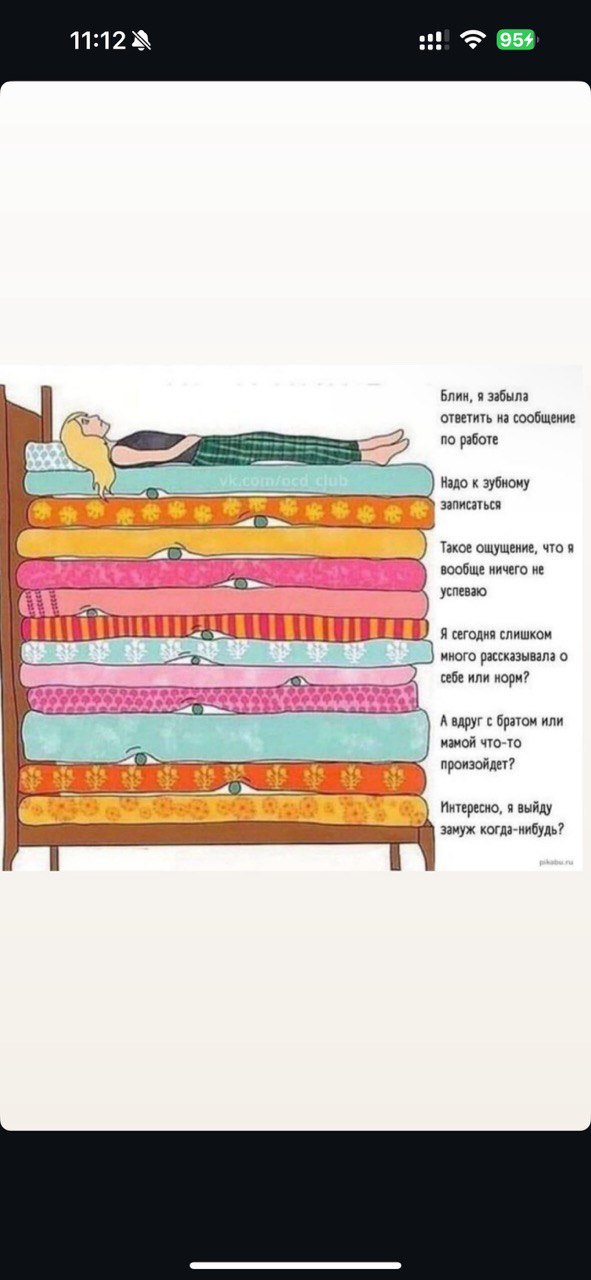 11:12
95
Блин, я забыла
ответить на сообщение
по работе
vk.com/ocd_club
Надо к зубному
записаться
Такое ощущение, что я
вообще ничего не
успеваю
Я сегодня слишком
много рассказывала о
себе или норм?
А вдруг с братом или
мамой что-то
произойдет?
Интересно, я выйду
замуж когда-нибудь?
pikabu.ru